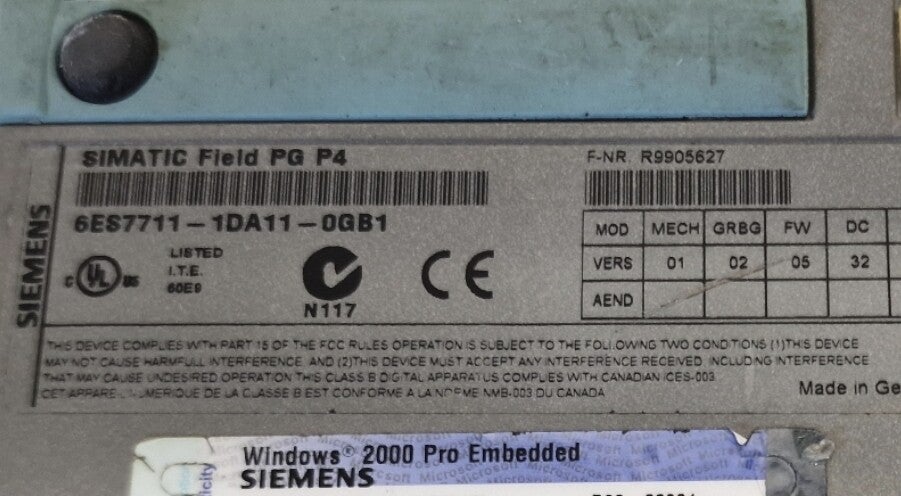 SIMATIC Field PG P4
6ES7711-1DA11-0GB1
F-NR. R9905627
MOD MECH GRBG FW DC
VERS 01 02 05 32
AEND
SIEMENS
C UL US
LISTED
I.T.E.
60E9
N117
CE
THIS DEVICE COMPLIES WITH PART 15 OF THE FCC RULES OPERATION IS SUBJECT TO THE FOLLOWING TWO CONDITIONS (1)THIS DEVICE
MAY NOT CAUSE HARMFULL INTERFERENCE AND (2)THIS DEVICE MUST ACCEPT ANY INTERFERENCE RECEIVED INCLUDING INTERFERENCE
THAT MAY CAUSE UNDESIRED OPERATION THIS CLASS B DIGITAL APPARATUS COMPLIES WITH CANADIAN ICES-003
CET APPAREIL NUMERIQUE DE LA CLASSE B EST CONFORME A LA NORME NMB-003 DU CANADA
Made in Ge
Windows® 2000 Pro Embedded
SIEMENS